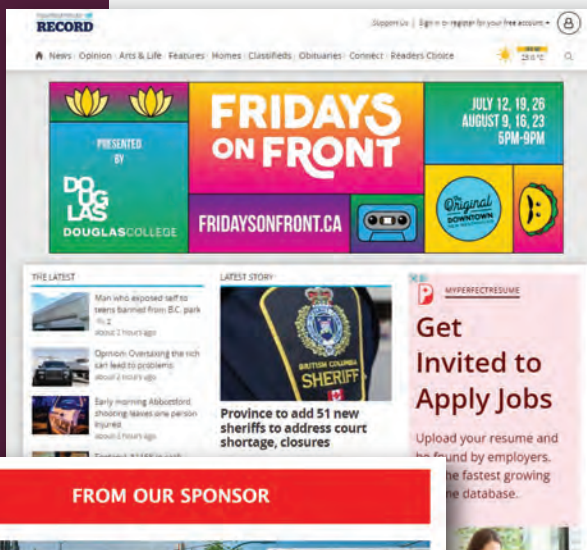 RECORD
Support Us | Sign in or register for your free account
News Opinion Arts & Life Features Homes Classifieds Obituaries Connect Readers Choice
PRESENTED
BY
DOUGLAS
DOUGLASCOLLEGE
FRIDAYS
ON FRONT
FRIDAYSONFRONT.CA
JULY 12, 19, 26
AUGUST 9, 16, 23
5PM-9PM
The
Original
DOWNTOWN
THE LATEST
Man who exposed self to
teens banned from B.C. park
2
about 2 hours ago
Opinion: Overtaxing the rich
can lead to problems
about 2 hours ago
Early morning Abbotsford
shooting leaves one person
injured
about 2 hours ago
LATEST STORY
BRITISH COLUMBIA
SHERIFF
Province to add 51 new
sheriffs to address court
shortage, closures
MYPERFECTRESUME
Get
Invited to
Apply Jobs
Upload your resume and
be found by employers.
fastest growing
database.
FROM OUR SPONSOR